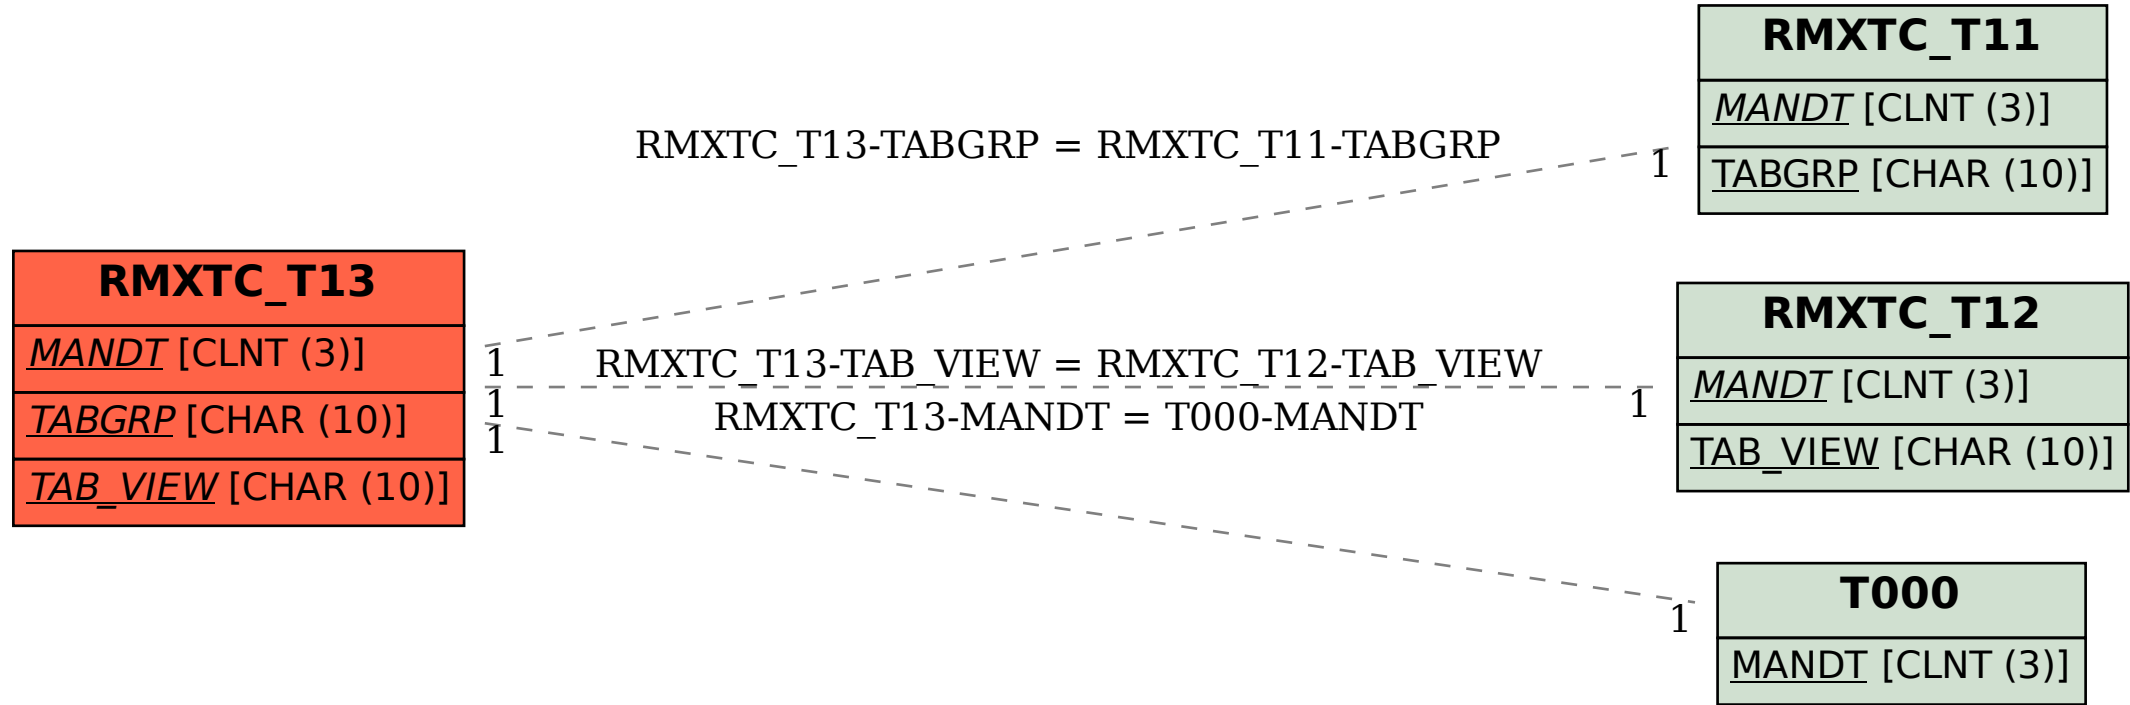 RMXTC_T11
MANDT [CLNT (3)]
TABGRP [CHAR (10)]
RMXTC_T13-TABGRP = RMXTC_T11-TABGRP
1
RMXTC_T13
MANDT [CLNT (3)]
TABGRP [CHAR (10)]
TAB_VIEW [CHAR (10)]
1
1
1
RMXTC_T13-TAB_VIEW = RMXTC_T12-TAB_VIEW
RMXTC_T13-MANDT = T000-MANDT
1
RMXTC_T12
MANDT [CLNT (3)]
TAB_VIEW [CHAR (10)]
1
T000
MANDT [CLNT (3)]